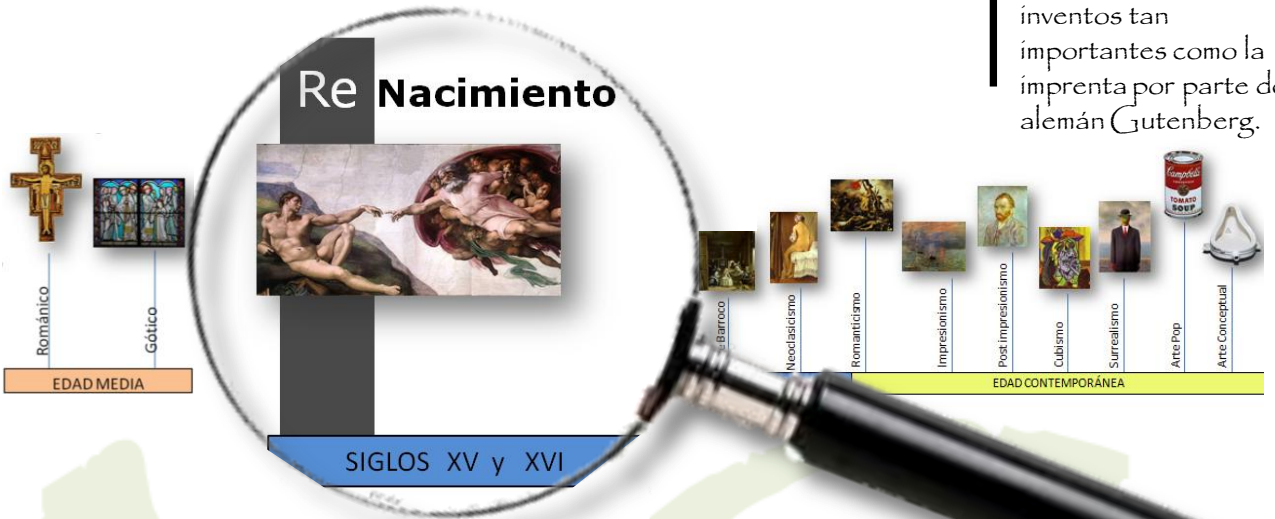 inventos tan
importantes como la
imprenta por parte de
alemán Gutenberg.
Re Nacimiento
Románico
Gótico
EDAD MEDIA
SIGLOS XV y XVI
Barroco
Neoclasicismo
Romanticismo
Impresionismo
Post impresionismo
Cubismo
Surrealismo
Arte Pop
Arte Conceptual
EDAD CONTEMPORÁNEA
Campbell's
TOMATO
SOUP